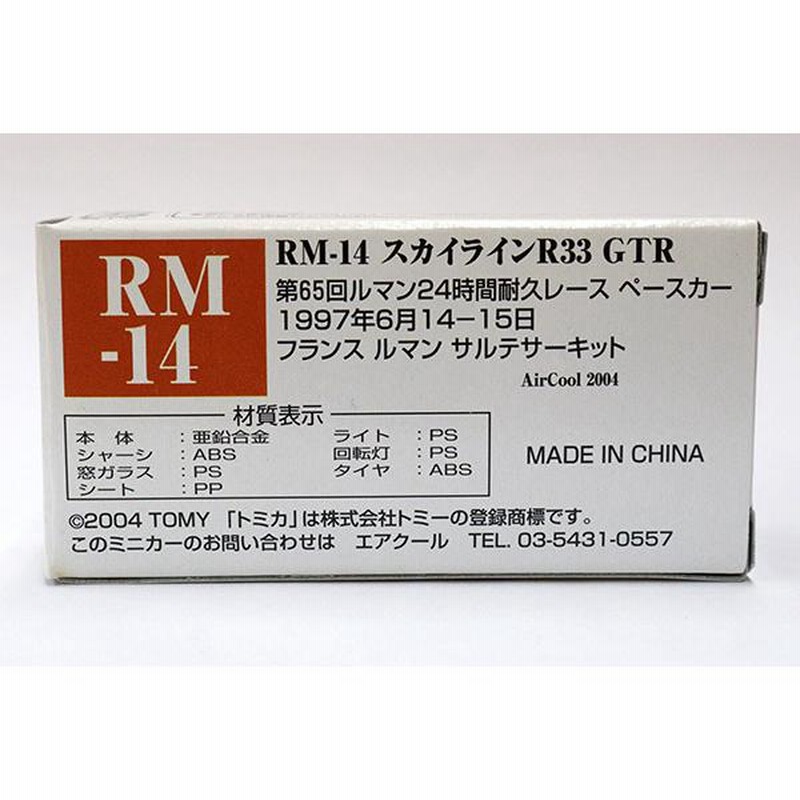 RM
-14
RM-14 スカイラインR33 GTR
第65回ルマン24時間耐久レース ペースカー
1997年6月14−15日
フランス ルマン サルテサーキット
AirCool 2004
材質表示
本体 :亜鉛合金 ライト :PS
シャーシ :ABS 回転灯 :PS
窓ガラス :PS タイヤ :ABS
シート :PP
MADE IN CHINA
©2004 TOMY 「トミカ」は株式会社トミーの登録商標です。
このミニカーのお問い合わせは エアクール TEL. 03-5431-0557